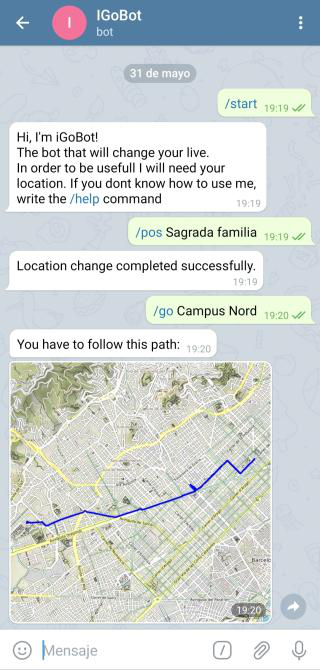 IGoBot
bot
31 de mayo
/start 19:19
Hi, I'm iGoBot!
The bot that will change your live.
In order to be usefull I will need your
location. If you dont know how to use me,
write the /help command 19:19
/pos Sagrada familia 19:19
Location change completed successfully.
19:19
/go Campus Nord 19:20
You have to follow this path: 19:20
Barcelo
19:20
Mensaje